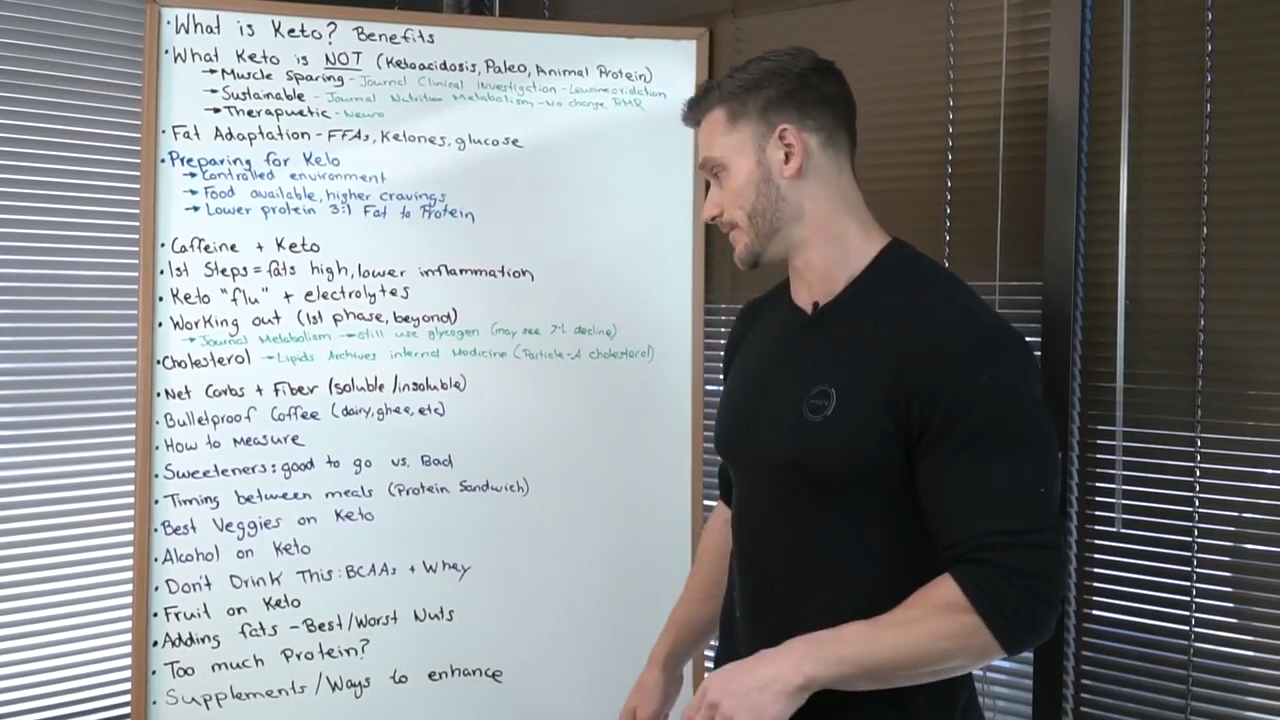 · What is Keto? Benefits
· What Keto is NOT (Ketoacidosis, Paleo, Animal Protein)
→ Muscle Sparing - Journal Clinical Investigation - Leucine oxidation
→ Sustainable - Journal Nutrition Metabolism - No change RMR
→ Therapuetic - Neuro
· Fat Adaptation - FFAs, Ketones, glucose
· Preparing for Keto
→ Controlled environment
→ Food available, higher cravings
→ Lower protein 3:1 Fat to Protein
· Caffeine + Keto
· 1st Steps = fats high, lower inflammation
· Keto "flu" + electrolytes
· Working out (1st phase, beyond)
→ Journal Metabolism → still use glycogen (may see 7% decline)
· Cholesterol → Lipids Archives internal Medicine (Particle-A cholesterol)
· Net Carbs + Fiber (soluble/insoluble)
· Bulletproof Coffee (dairy, ghee, etc)
· How to Measure
· Sweeteners: good to go vs. Bad
· Timing between meals (Protein Sandwich)
· Best Veggies on Keto
· Alcohol on Keto
· Don't Drink This: BCAAs + Whey
· Fruit on Keto
· Adding fats - Best/Worst Nuts
· Too much Protein?
· Supplements/Ways to enhance